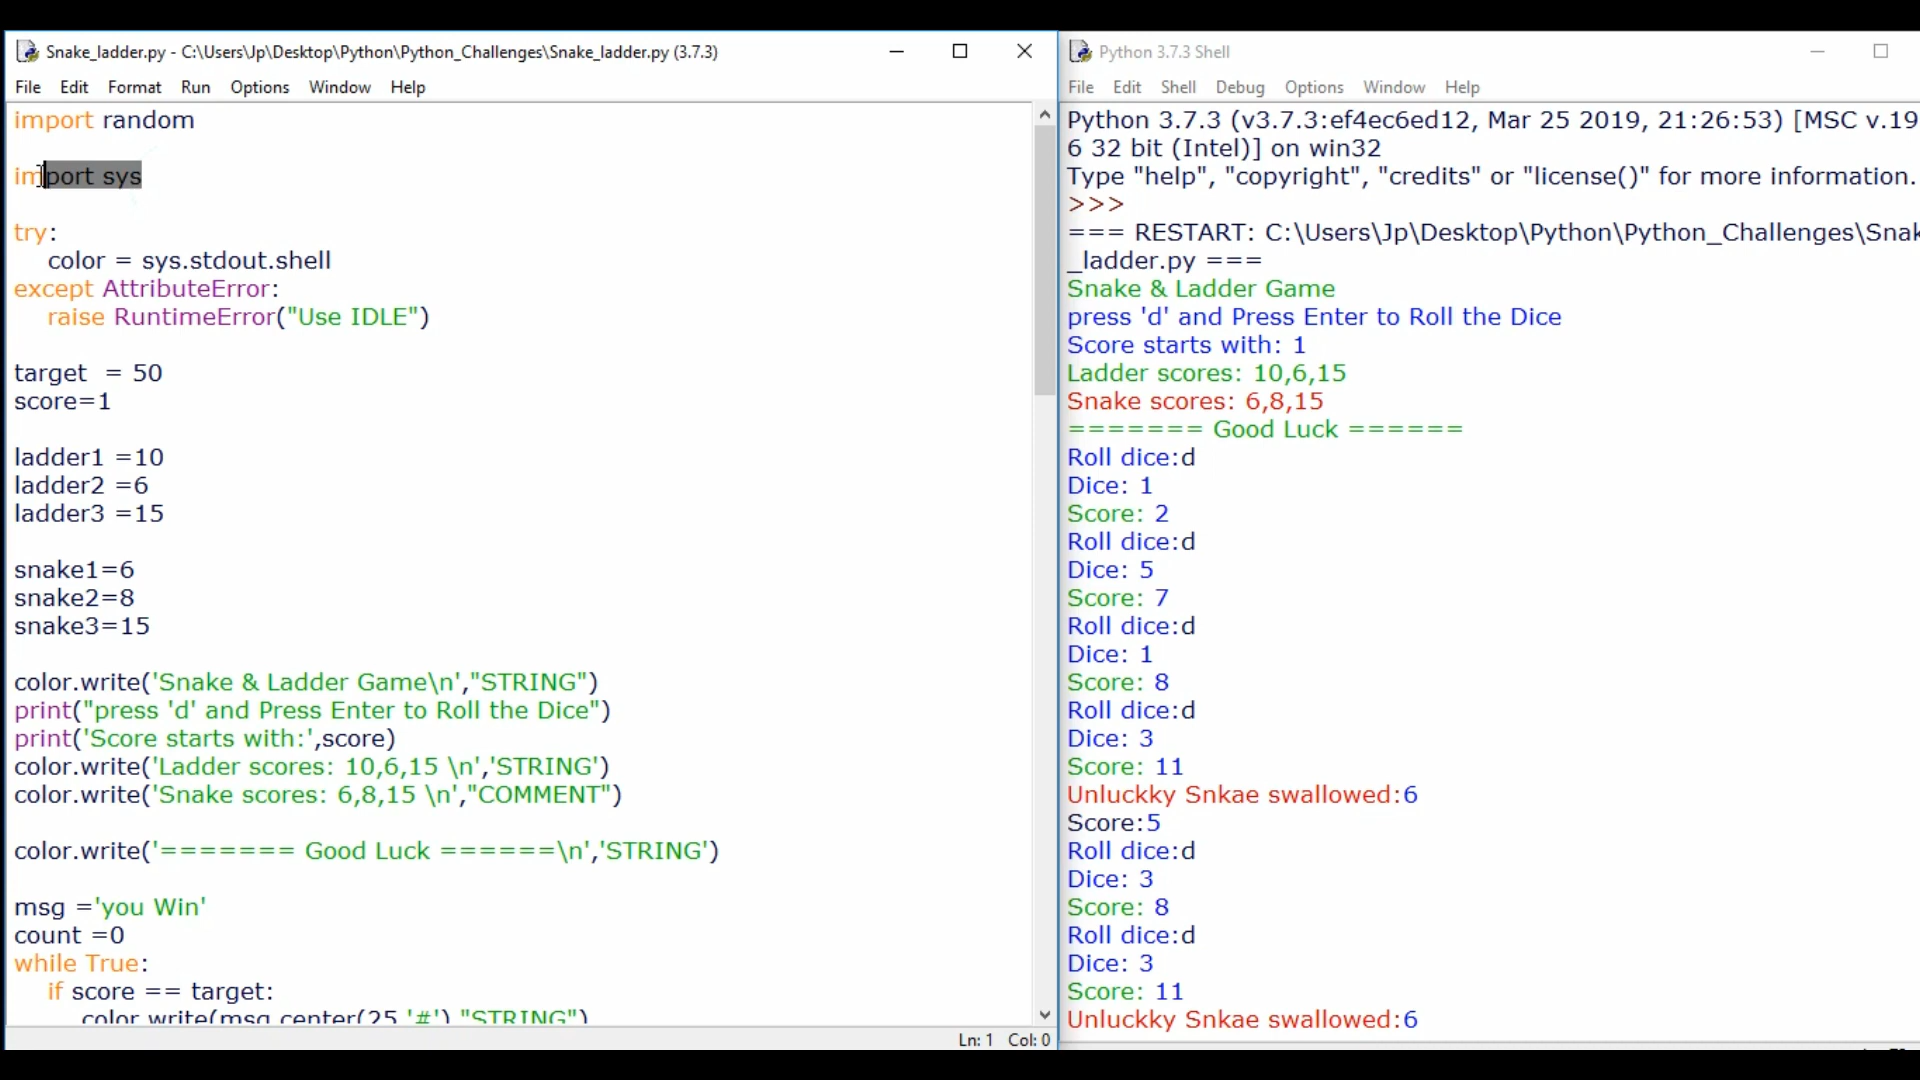 Snake_ladder.py - C:\Users\Jp\Desktop\Python\Python_Challenges\Snake_ladder.py (3.7.3)
File Edit Format Run Options Window Help
import random
import sys
try:
color = sys.stdout.shell
except AttributeError:
raise RuntimeError("Use IDLE")
target  = 50
score=1
ladder1 =10
ladder2 =6
ladder3 =15
snake1=6
snake2=8
snake3=15
color.write('Snake & Ladder Game\n',"STRING")
print("press 'd' and Press Enter to Roll the Dice")
print('Score starts with:',score)
color.write('Ladder scores: 10,6,15 \n','STRING')
color.write('Snake scores: 6,8,15 \n',"COMMENT")
color.write('======= Good Luck ======\n','STRING')
msg ='you Win'
count =0
while True:
if score == target:
color.write(msg.center(25,'#'),"STRING")
Ln: 1 Col: 0
Python 3.7.3 Shell
File Edit Shell Debug Options Window Help
Python 3.7.3 (v3.7.3:ef4ec6ed12, Mar 25 2019, 21:26:53) [MSC v.19
6 32 bit (Intel)] on win32
Type "help", "copyright", "credits" or "license()" for more information.
>>>
=== RESTART: C:\Users\Jp\Desktop\Python\Python_Challenges\Snak
_ladder.py ===
Snake & Ladder Game
press 'd' and Press Enter to Roll the Dice
Score starts with: 1
Ladder scores: 10,6,15
Snake scores: 6,8,15
======= Good Luck ======
Roll dice:d
Dice: 1
Score: 2
Roll dice:d
Dice: 5
Score: 7
Roll dice:d
Dice: 1
Score: 8
Roll dice:d
Dice: 3
Score: 11
Unluckky Snkae swallowed:6
Score:5
Roll dice:d
Dice: 3
Score: 8
Roll dice:d
Dice: 3
Score: 11
Unluckky Snkae swallowed:6